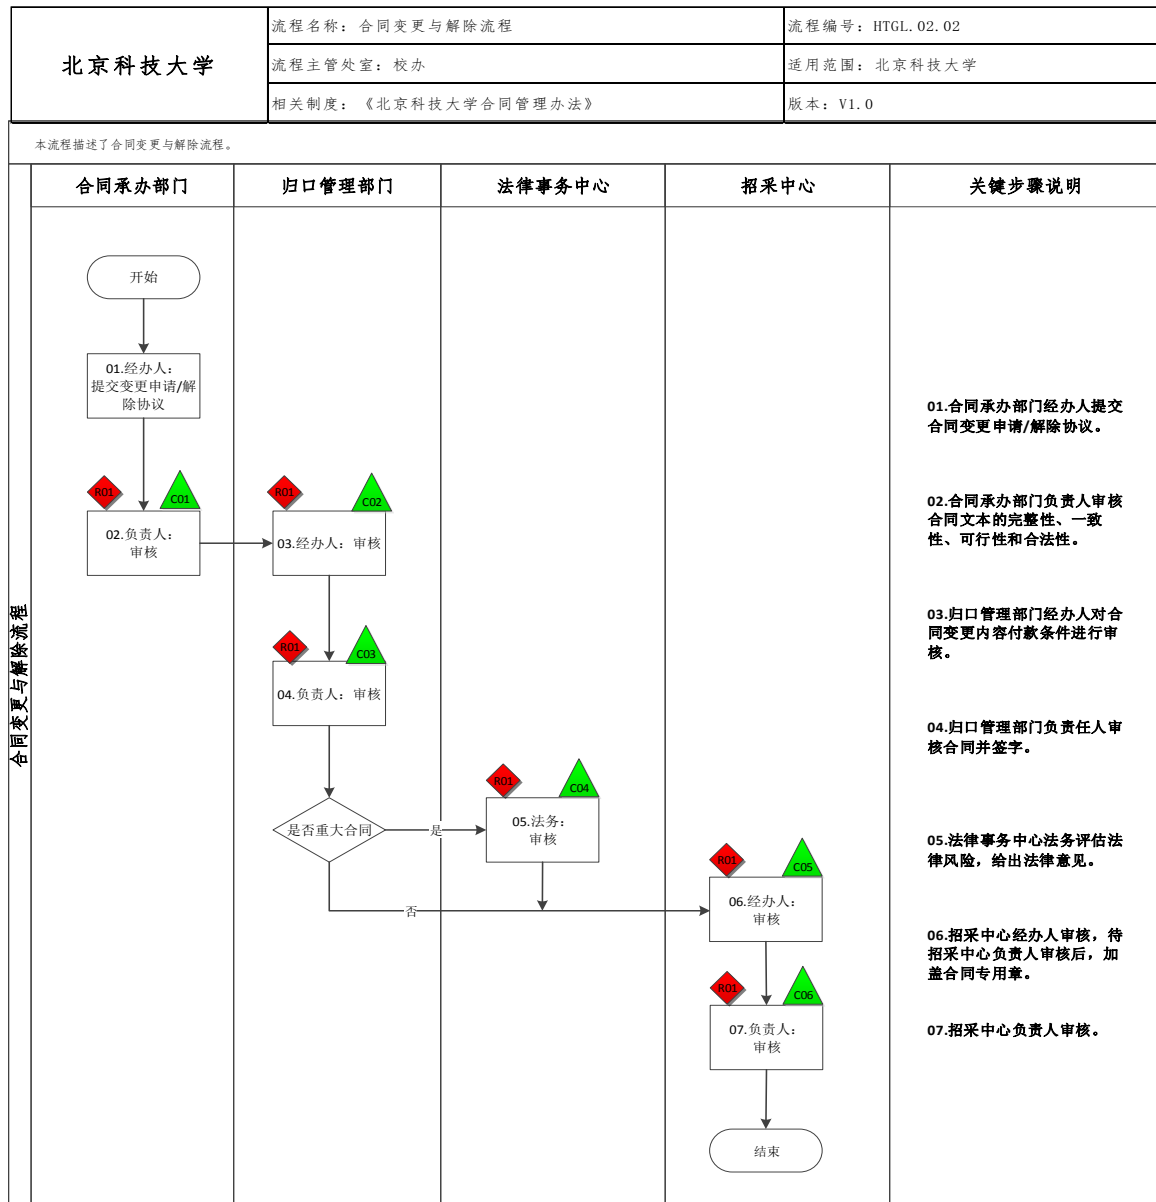 北京科技大学
流程名称：合同变更与解除流程
流程编号：HTGL.02.02
流程主管处室：校办
适用范围：北京科技大学
相关制度：《北京科技大学合同管理办法》
版本：V1.0
本流程描述了合同变更与解除流程。
合同变更与解除流程
合同承办部门
归口管理部门
法律事务中心
招采中心
关键步骤说明
开始
01.经办人：
提交变更申请/解
除协议
R01
C01
02.负责人：
审核
R01
C02
03.经办人：审核
R01
C03
04.负责人：审核
是否重大合同
是
否
R01
C04
05.法务：
审核
R01
C05
06.经办人：
审核
R01
C06
07.负责人：
审核
结束
01.合同承办部门经办人提交
合同变更申请/解除协议。
02.合同承办部门负责人审核
合同文本的完整性、一致
性、可行性和合法性。
03.归口管理部门经办人对合
同变更内容付款条件进行审
核。
04.归口管理部门负责任人审
核合同并签字。
05.法律事务中心法务评估法
律风险，给出法律意见。
06.招采中心经办人审核，待
招采中心负责人审核后，加
盖合同专用章。
07.招采中心负责人审核。